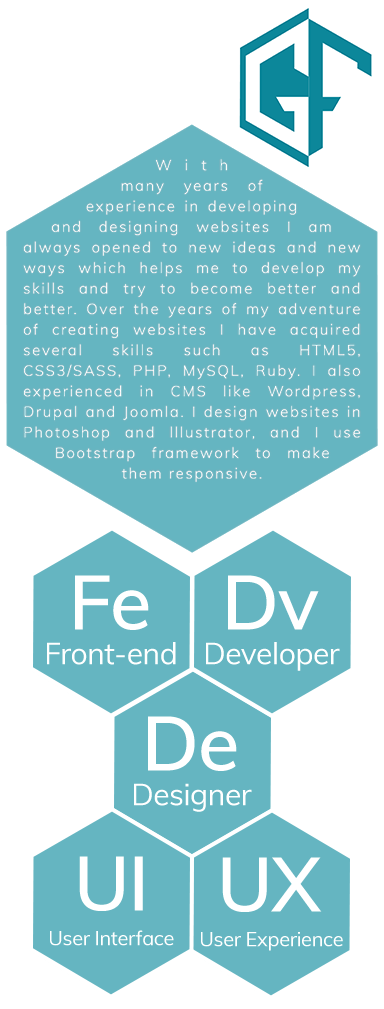 GF
With
many years of
experience in developing
and designing websites I am
always opened to new ideas and new
ways which helps me to develop my
skills and try to become better and
better. Over the years of my adventure
of creating websites I have acquired
several skills such as HTML5,
CSS3/SASS, PHP, MySQL, Ruby. I also
experienced in CMS like Wordpress,
Drupal and Joomla. I design websites in
Photoshop and Illustrator, and I use
Bootstrap framework to make
them responsive.
Fe
Front-end
Dv
Developer
De
Designer
UI
User Interface
UX
User Experience